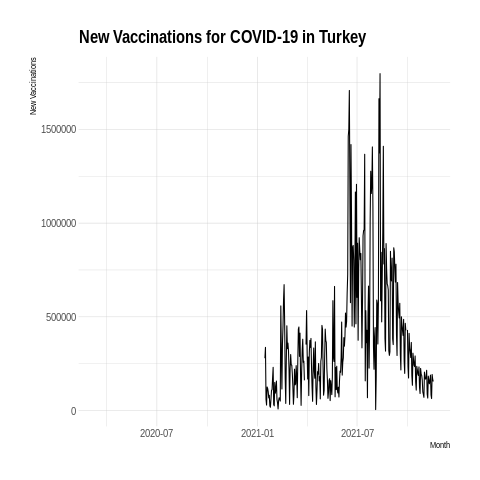 New Vaccinations for COVID-19 in Turkey
New Vaccinations
1500000
1000000
500000
0
2020-07
2021-01
2021-07
Month